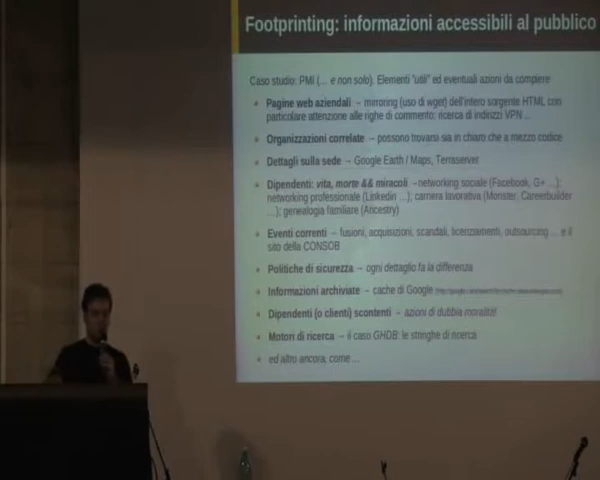 Footprinting: informazioni accessibili al pubblico
Caso studio: PMI (... e non solo). Elementi "utili" ed eventuali azioni da compiere
Pagine web aziendali – mirroring (uso di wget) dell'intero sorgente HTML con
particolare attenzione alle righe di commento; ricerca di indirizzi VPN ...
Organizzazioni correlate – possono trovarsi sia in chiaro che a mezzo codice
Dettagli sulla sede – Google Earth / Maps, Terraserver
Dipendenti: vita, morte && miracoli – networking sociale (Facebook, G+ ...);
networking professionale (Linkedin ...); carriera lavorativa (Monster, Careerbuilder
...); genealogia familiare (Ancestry)
Eventi correnti – fusioni, acquisizioni, scandali, licenziamenti, outsourcing ... e il
sito della CONSOB
Politiche di sicurezza – ogni dettaglio fa la differenza
Informazioni archiviate – cache di Google
Dipendenti (o clienti) scontenti – azioni di dubbia moralità!
Motori di ricerca – il caso GHDB: le stringhe di ricerca
ed altro ancora, come ...